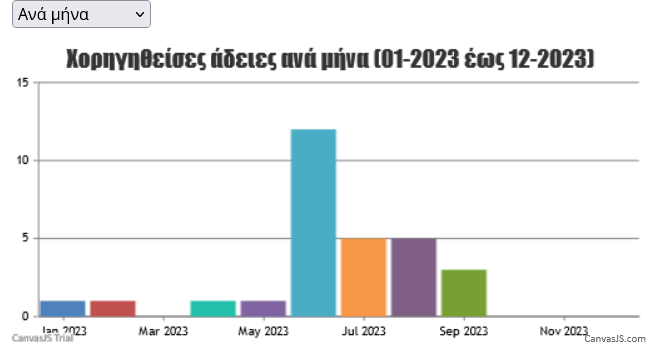 Ανά μήνα
Χορηγηθείσες άδειες ανά μήνα (01-2023 έως 12-2023)
15
10
5
0
Jan 2023 Mar 2023 May 2023 Jul 2023 Sep 2023 Nov 2023
CanvasJS Trial CanvasJS.com